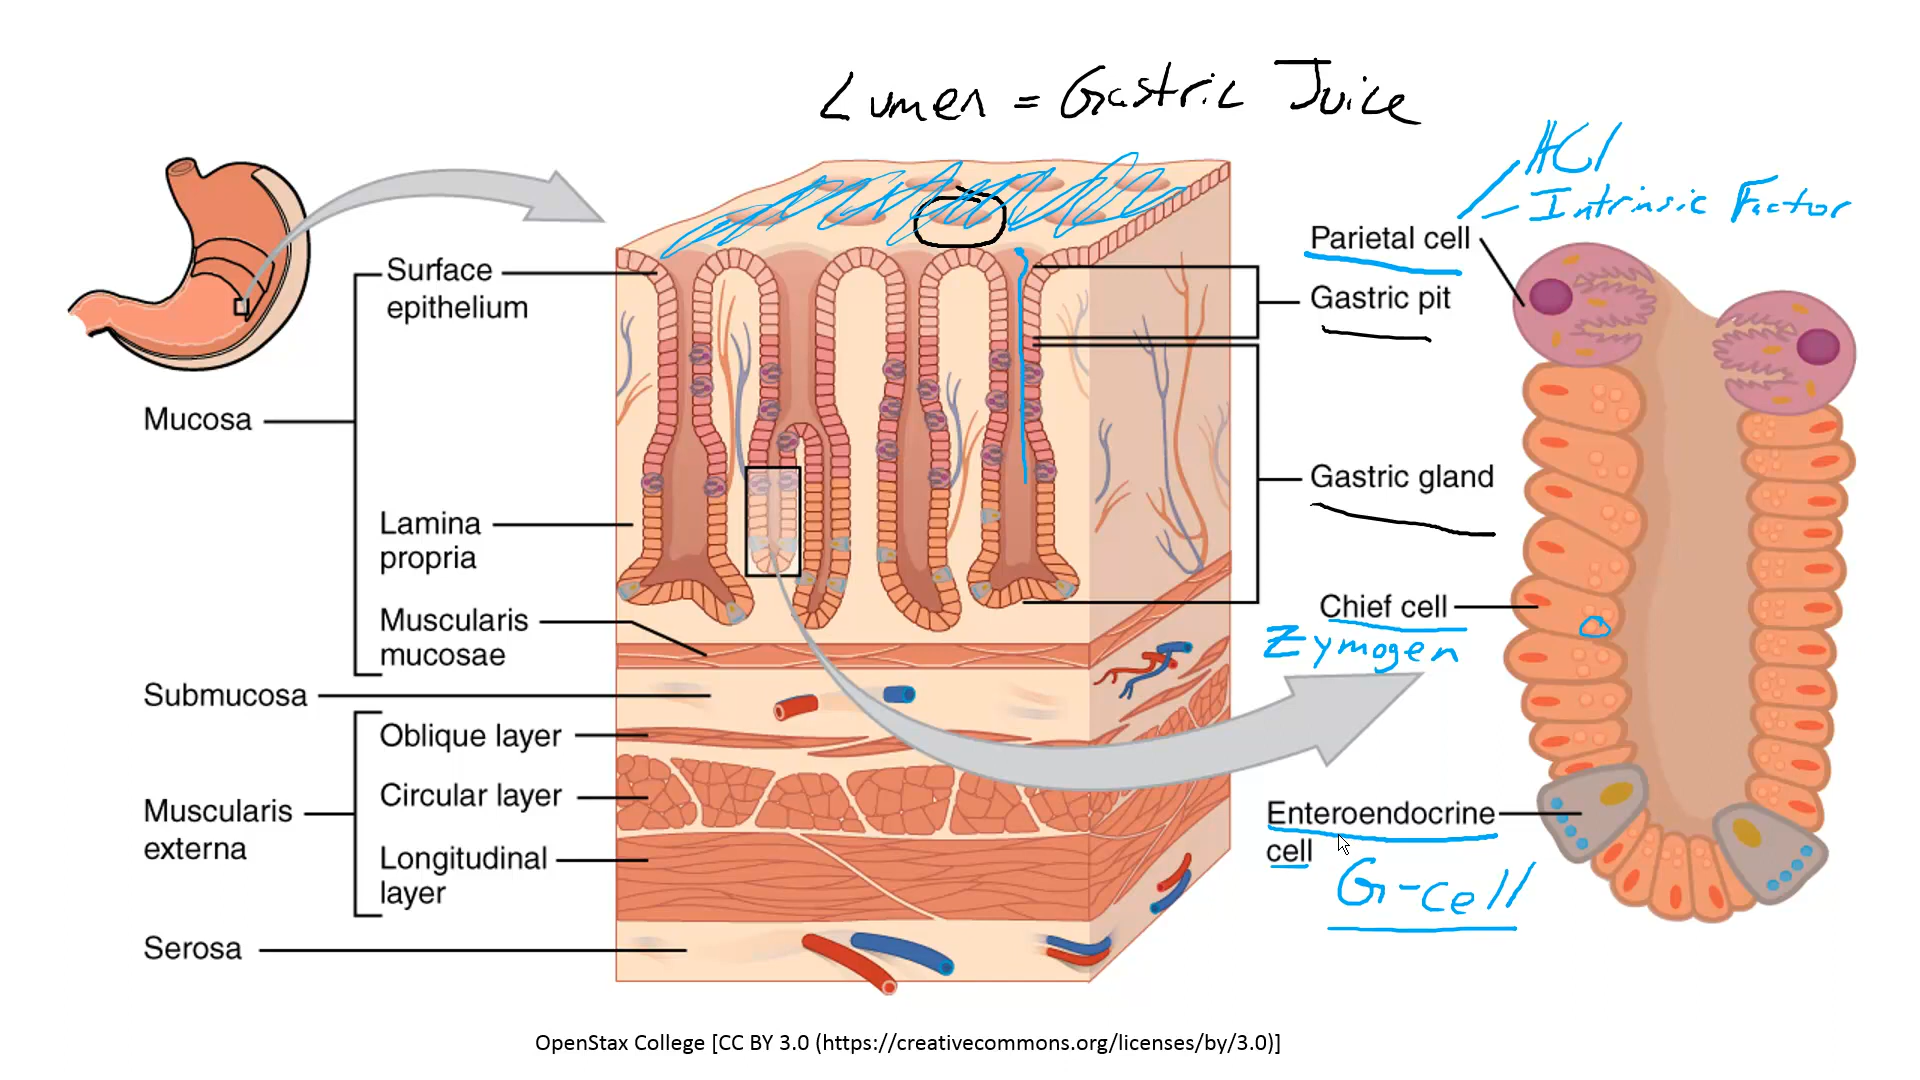 Lumen = Gastric Juice
HCl
Intrinsic Factor
Parietal cell
Surface
epithelium
Gastric pit
Mucosa
Gastric gland
Lamina
propria
Chief cell
Zymogen
Muscularis
mucosae
Submucosa
Oblique layer
Circular layer
Muscularis
externa
Longitudinal
layer
Enteroendocrine
cell
G-cell
Serosa
OpenStax College [CC BY 3.0 (https://creativecommons.org/licenses/by/3.0)]